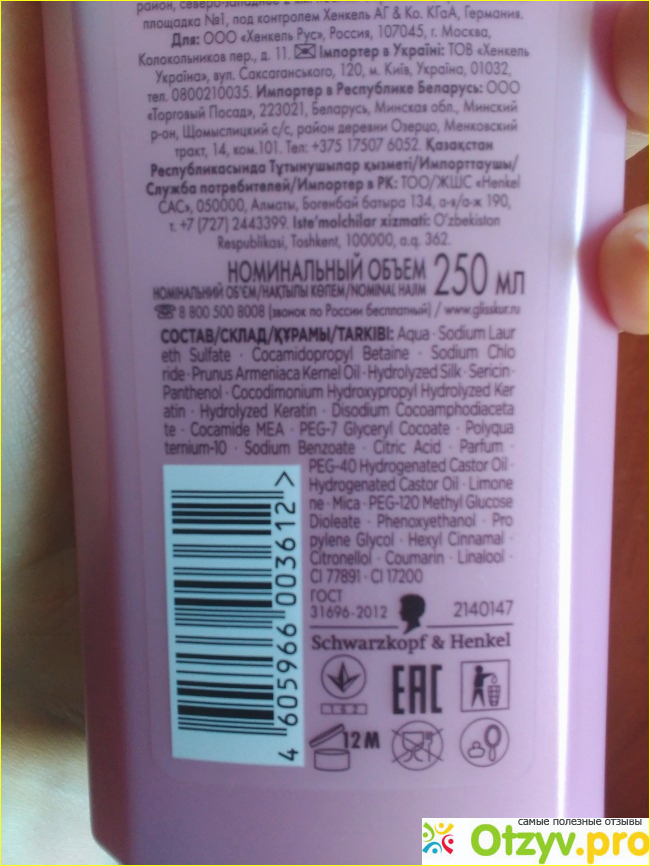 район, северо-западнее
площадка №1, под контролем Хенкель АГ & Ко. КГаА, Германия.
Для: ООО «Хенкель Рус», Россия, 107045, г. Москва,
Колокольников пер., д. 11. Імпортер в Україні: ТОВ «Хенкель
Україна», вул. Саксаганського, 120, м. Київ, Україна, 01032,
тел. 0800210035. Импортер в Республике Беларусь: ООО
«Торговый Посад», 223021, Беларусь, Минская обл., Минский
р-он, Щомыслицкий с/с, район деревни Озерцо, Менковский
тракт, 14, ком.101. Тел: +375 17507 6052. Қазақстан
Республикасында Тұтынушылар қызметі/Импорттаушы/
Служба потребителей/Импортер в РК: ТОО/ЖШС «Henkel
САС», 050000, Алматы, Богенбай батыра 134, а-к/а-ж 190,
т. +7 (727) 2443399. Iste'molchilar xizmati: O'zbekiston
Respublikasi, Toshkent, 100000, a.q. 362.
НОМИНАЛЬНЫЙ ОБЪЕМ 250 МЛ
НОМІНАЛЬНИЙ ОБ'ЄМ/НАҚТЫЛЫ КӨЛЕМ/NOMINAL HAJM
8 800 500 8008 (звонок по России бесплатный) / www.glisskur.ru
СОСТАВ/СКЛАД/ҚҰРАМЫ/TARKIBI: Aqua · Sodium Laur
eth Sulfate · Cocamidopropyl Betaine · Sodium Chlo
ride · Prunus Armeniaca Kernel Oil · Hydrolyzed Silk · Sericin ·
Panthenol · Cocodimonium Hydroxypropyl Hydrolyzed Ker
atin · Hydrolyzed Keratin · Disodium Cocoamphodiaceta
te · Cocamide MEA · PEG-7 Glyceryl Cocoate · Polyqua
ternium-10 · Sodium Benzoate · Citric Acid · Parfum ·
PEG-40 Hydrogenated Castor Oil ·
Hydrogenated Castor Oil · Limone
ne · Mica · PEG-120 Methyl Glucose
Dioleate · Phenoxyethanol · Pro
pylene Glycol · Hexyl Cinnamal ·
Citronellol · Coumarin · Linalool ·
CI 77891 · CI 17200
ГОСТ
31696-2012 2140147
Schwarzkopf & Henkel
EAC
12 M
4 605966 003612 >
самые полезные отзывы
Otzyv.pro